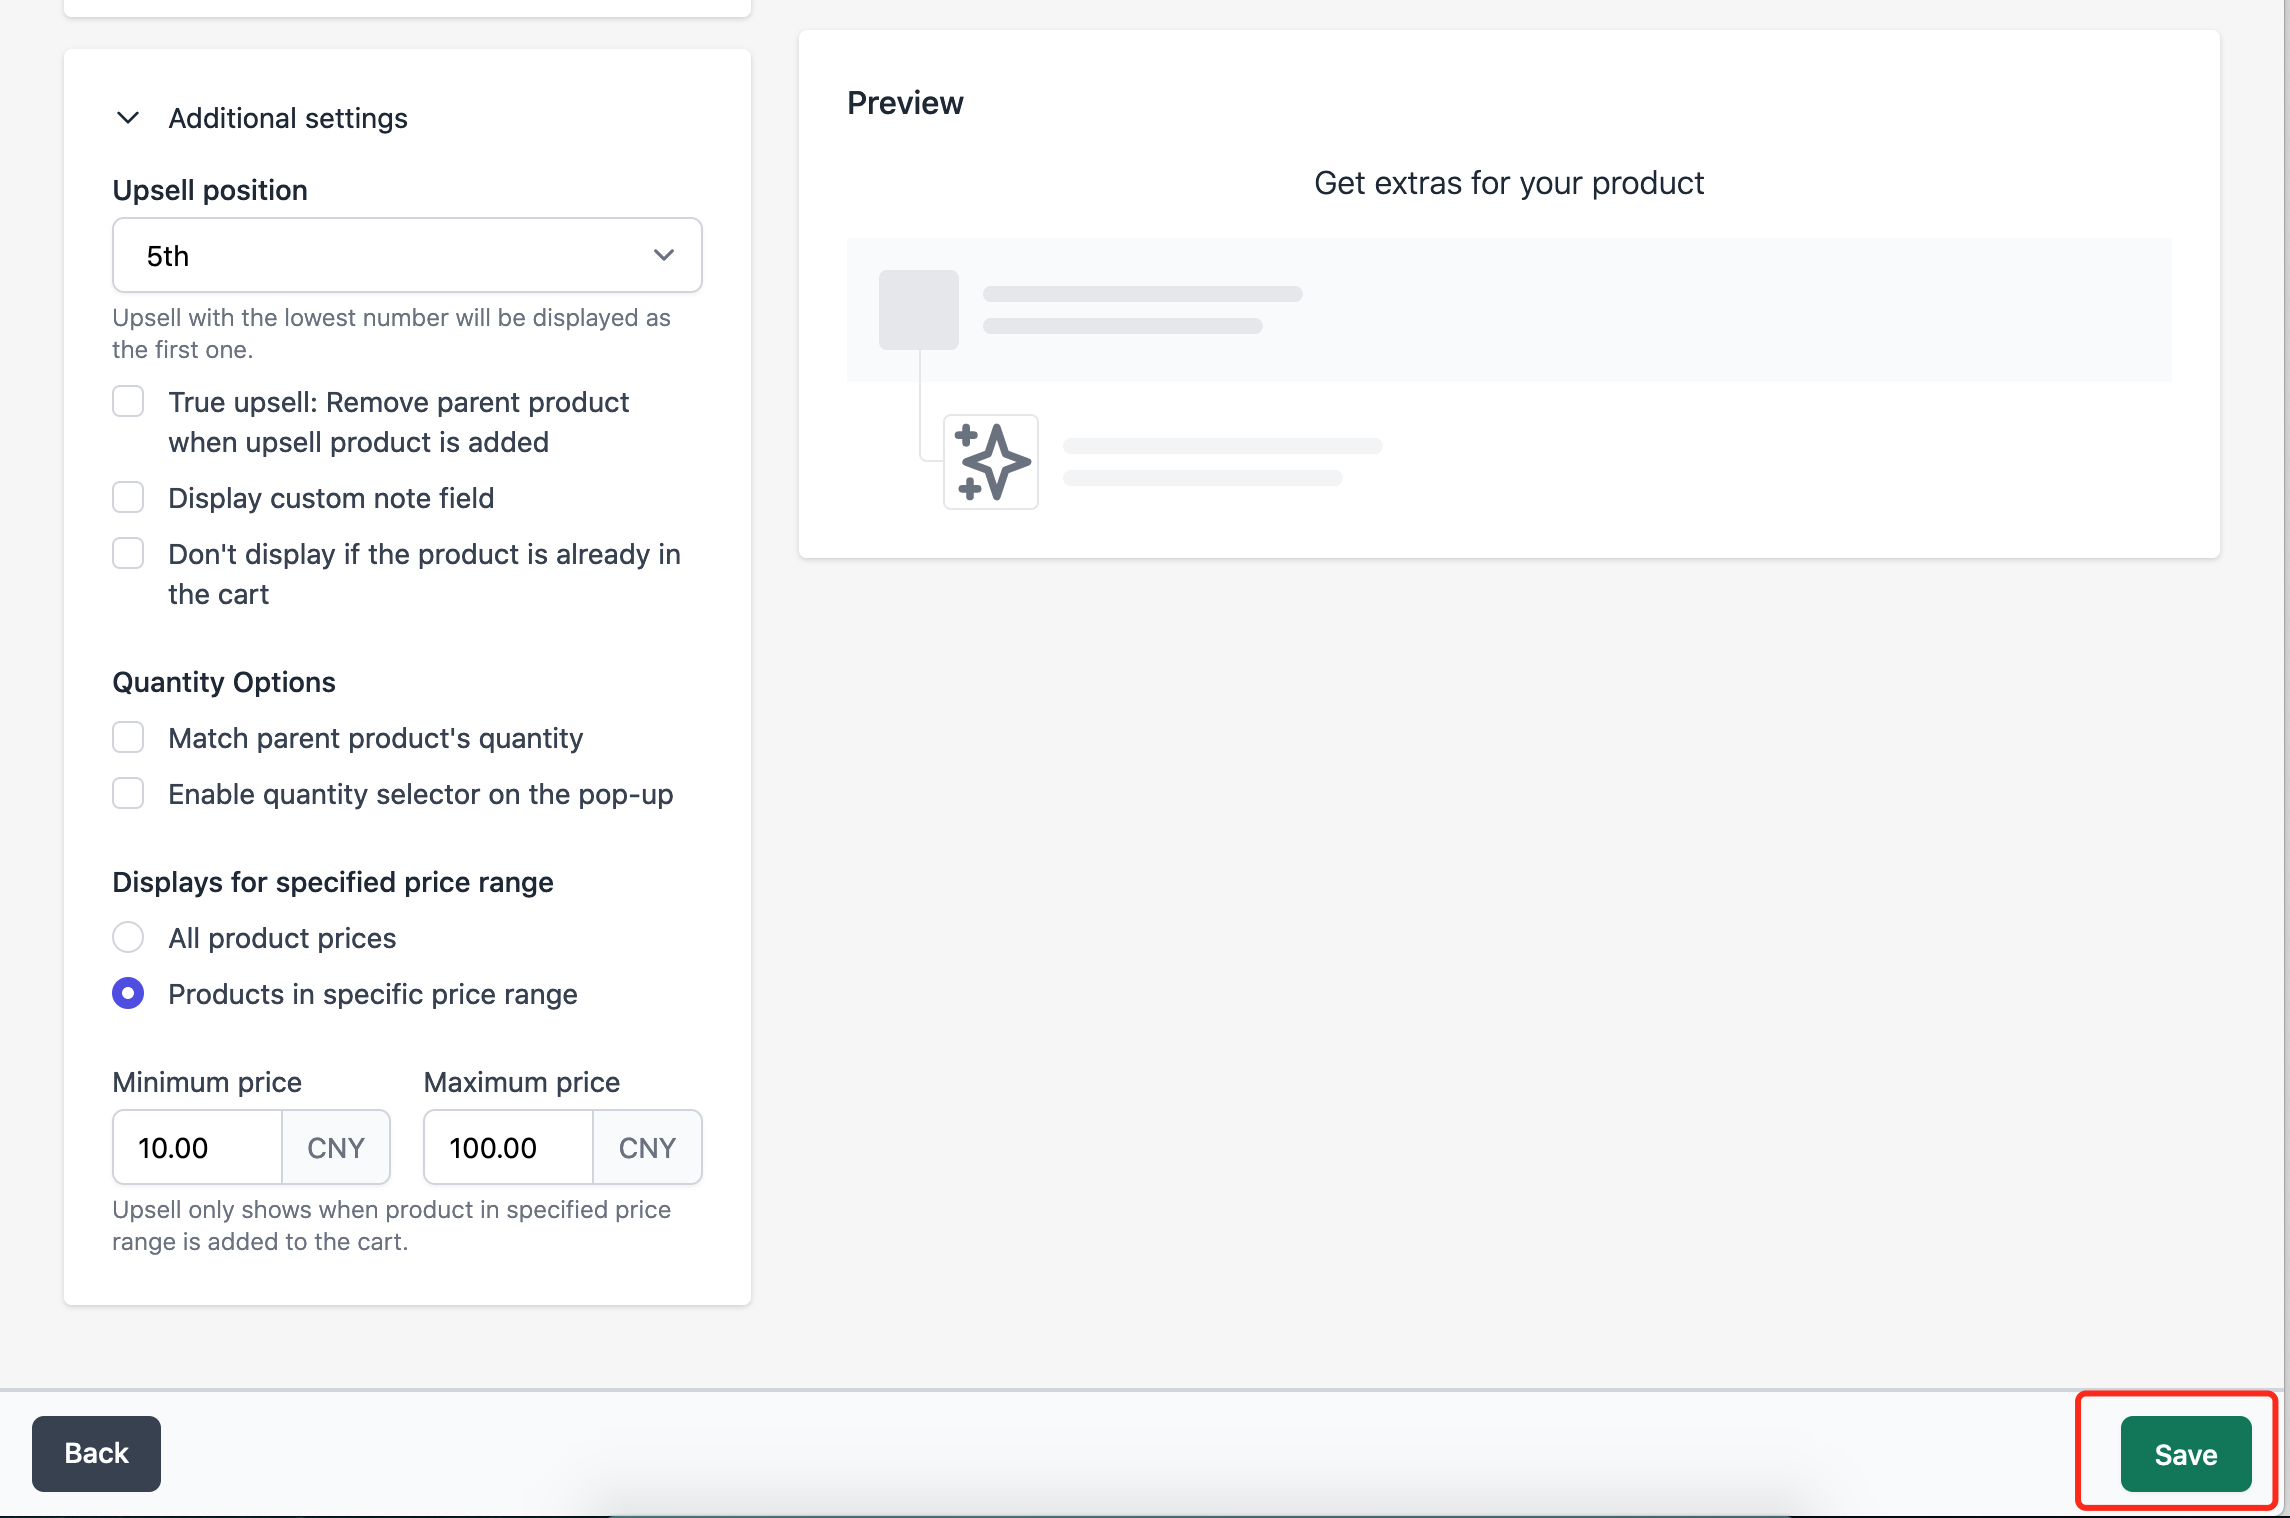 Additional settings
Upsell position
5th
Upsell with the lowest number will be displayed as
the first one.
True upsell: Remove parent product
when upsell product is added
Display custom note field
Don't display if the product is already in
the cart
Quantity Options
Match parent product's quantity
Enable quantity selector on the pop-up
Displays for specified price range
All product prices
Products in specific price range
Minimum price
Maximum price
10.00 CNY
100.00 CNY
Upsell only shows when product in specified price
range is added to the cart.
Preview
Get extras for your product
Back
Save